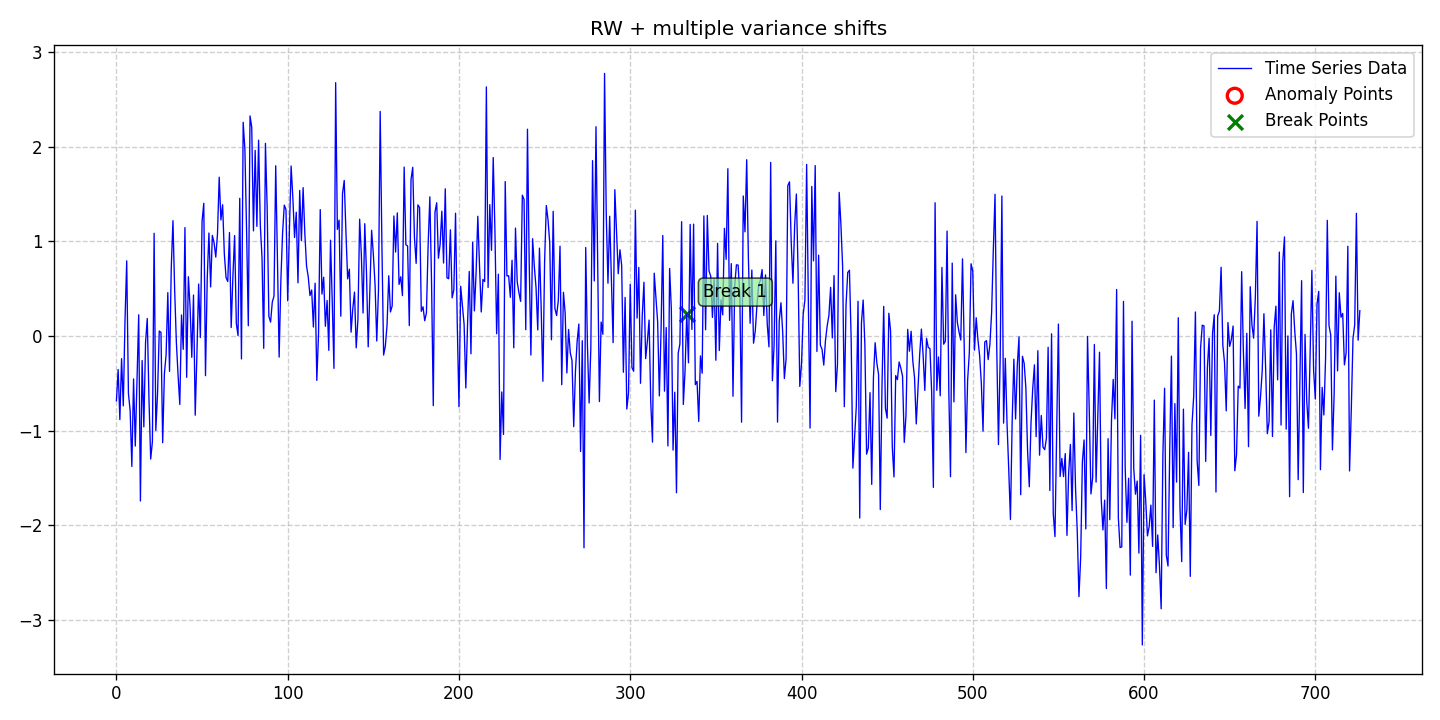 RW + multiple variance shifts
Time Series Data
Anomaly Points
Break Points
Break 1
3
2
1
0
−1
−2
−3
0 100 200 300 400 500 600 700